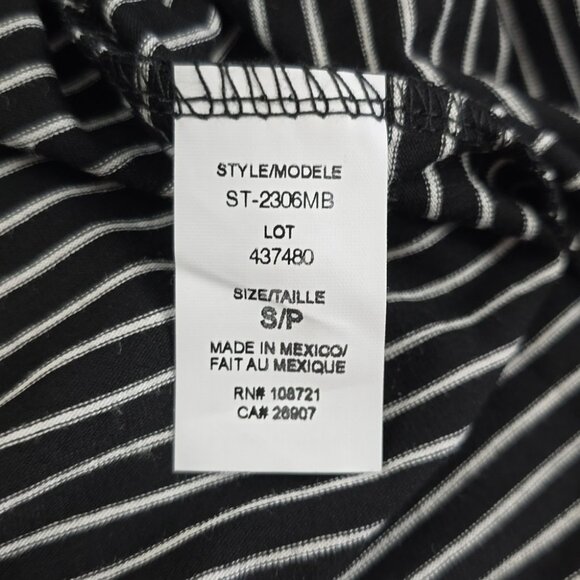 STYLE/MODELE
ST-2306MB
LOT
437480
SIZE/TAILLE
S/P
MADE IN MEXICO/
FAIT AU MEXIQUE
RN# 108721
CA# 26907